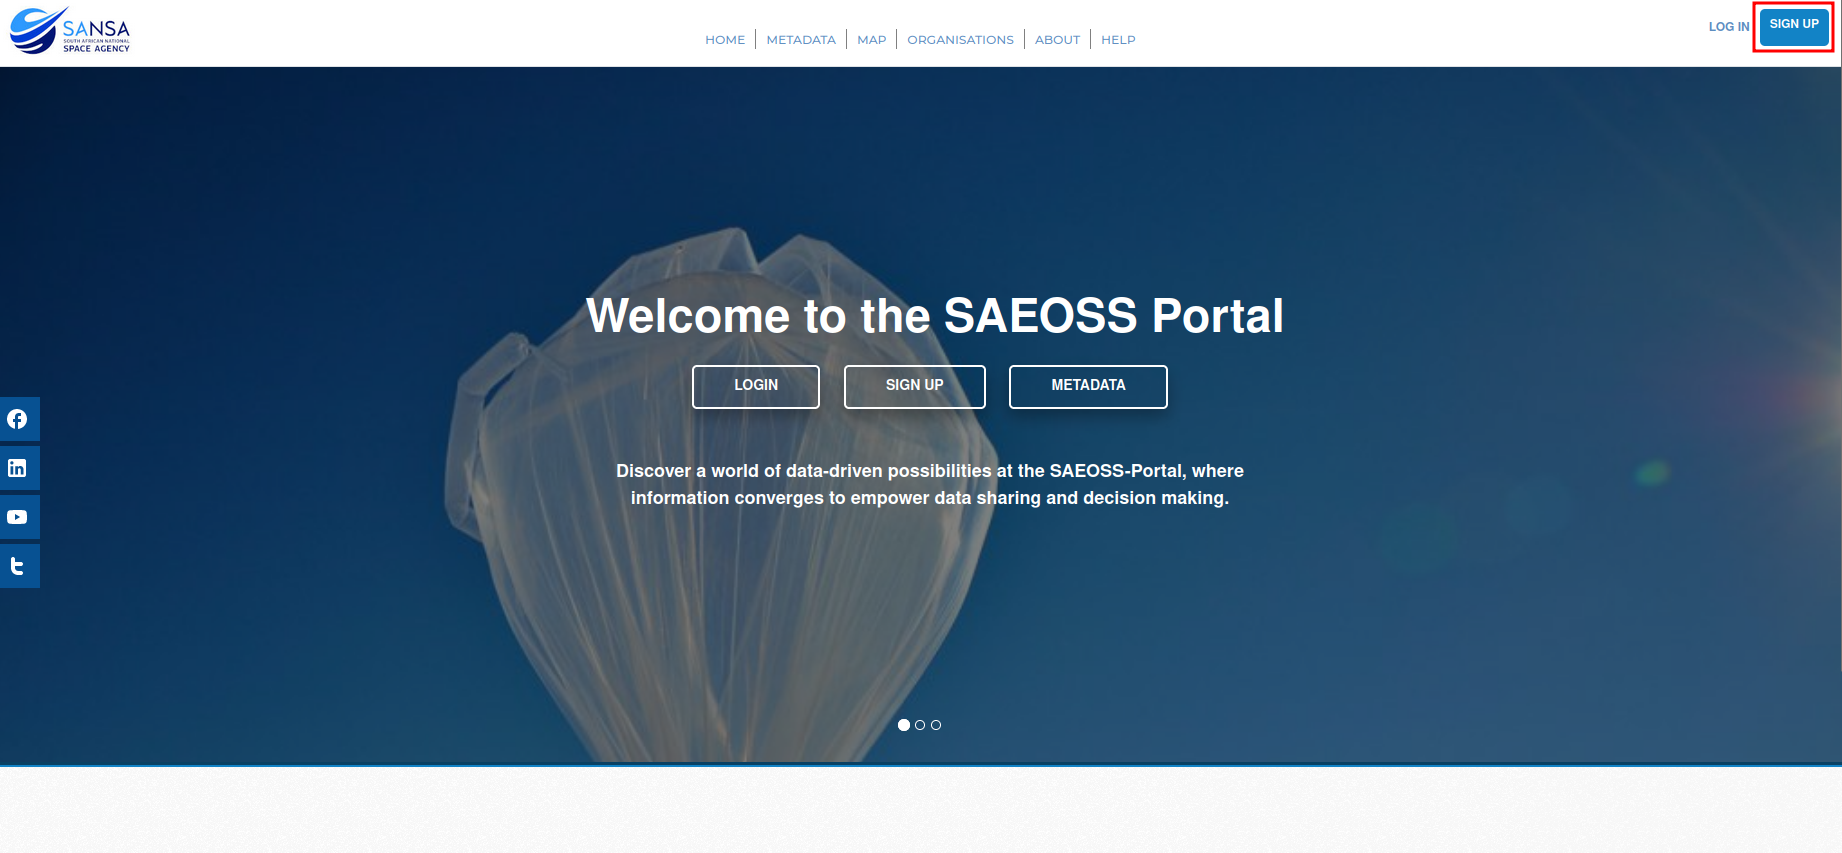 SANSA
SOUTH AFRICAN NATIONAL
SPACE AGENCY
HOME
METADATA
MAP
ORGANISATIONS
ABOUT
HELP
LOG IN
SIGN UP
Welcome to the SAEOSS Portal
LOGIN
SIGN UP
METADATA
Discover a world of data-driven possibilities at the SAEOSS-Portal, where
information converges to empower data sharing and decision making.